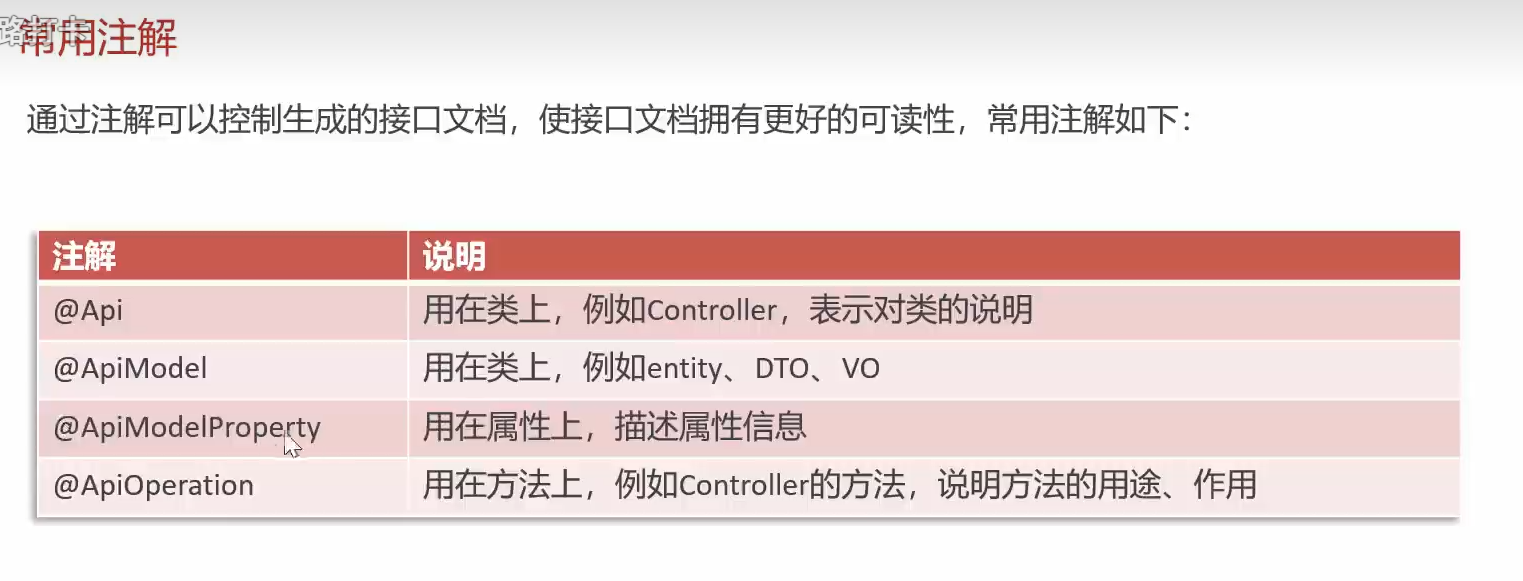 路打卡
常用注解
通过注解可以控制生成的接口文档，使接口文档拥有更好的可读性，常用注解如下：
注解 说明
@Api 用在类上，例如Controller，表示对类的说明
@ApiModel 用在类上，例如entity、DTO、VO
@ApiModelProperty 用在属性上，描述属性信息
@ApiOperation 用在方法上，例如Controller的方法，说明方法的用途、作用